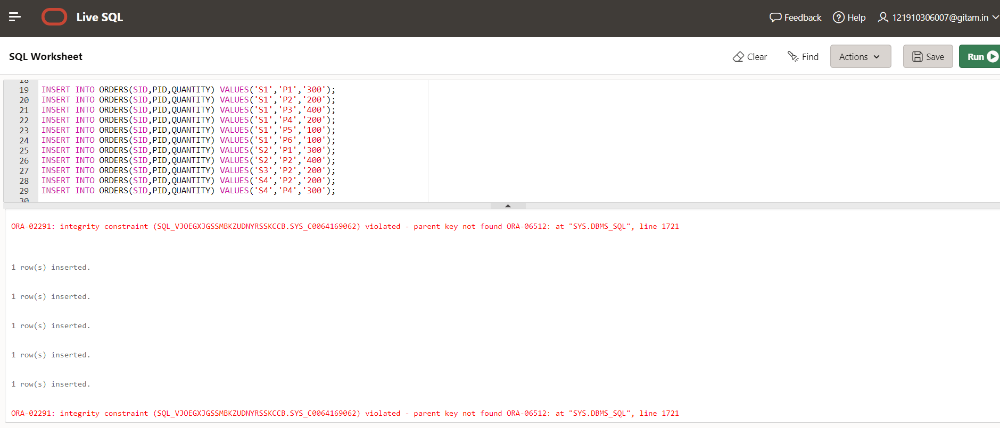 Live SQL
Feedback
Help
121910306007@gitam.in
SQL Worksheet
Clear
Find
Actions
Save
Run
18
19 INSERT INTO ORDERS(SID,PID,QUANTITY) VALUES('S1','P1','300');
20 INSERT INTO ORDERS(SID,PID,QUANTITY) VALUES('S1','P2','200');
21 INSERT INTO ORDERS(SID,PID,QUANTITY) VALUES('S1','P3','400');
22 INSERT INTO ORDERS(SID,PID,QUANTITY) VALUES('S1','P4','200');
23 INSERT INTO ORDERS(SID,PID,QUANTITY) VALUES('S1','P5','100');
24 INSERT INTO ORDERS(SID,PID,QUANTITY) VALUES('S1','P6','100');
25 INSERT INTO ORDERS(SID,PID,QUANTITY) VALUES('S2','P1','300');
26 INSERT INTO ORDERS(SID,PID,QUANTITY) VALUES('S2','P2','400');
27 INSERT INTO ORDERS(SID,PID,QUANTITY) VALUES('S3','P2','200');
28 INSERT INTO ORDERS(SID,PID,QUANTITY) VALUES('S4','P2','200');
29 INSERT INTO ORDERS(SID,PID,QUANTITY) VALUES('S4','P4','300');
30
ORA-02291: integrity constraint (SQL_VJOEGXJGSSMBKZUDNYRSSKCCB.SYS_C0064169062) violated - parent key not found ORA-06512: at "SYS.DBMS_SQL", line 1721
1 row(s) inserted.
1 row(s) inserted.
1 row(s) inserted.
1 row(s) inserted.
1 row(s) inserted.
ORA-02291: integrity constraint (SQL_VJOEGXJGSSMBKZUDNYRSSKCCB.SYS_C0064169062) violated - parent key not found ORA-06512: at "SYS.DBMS_SQL", line 1721